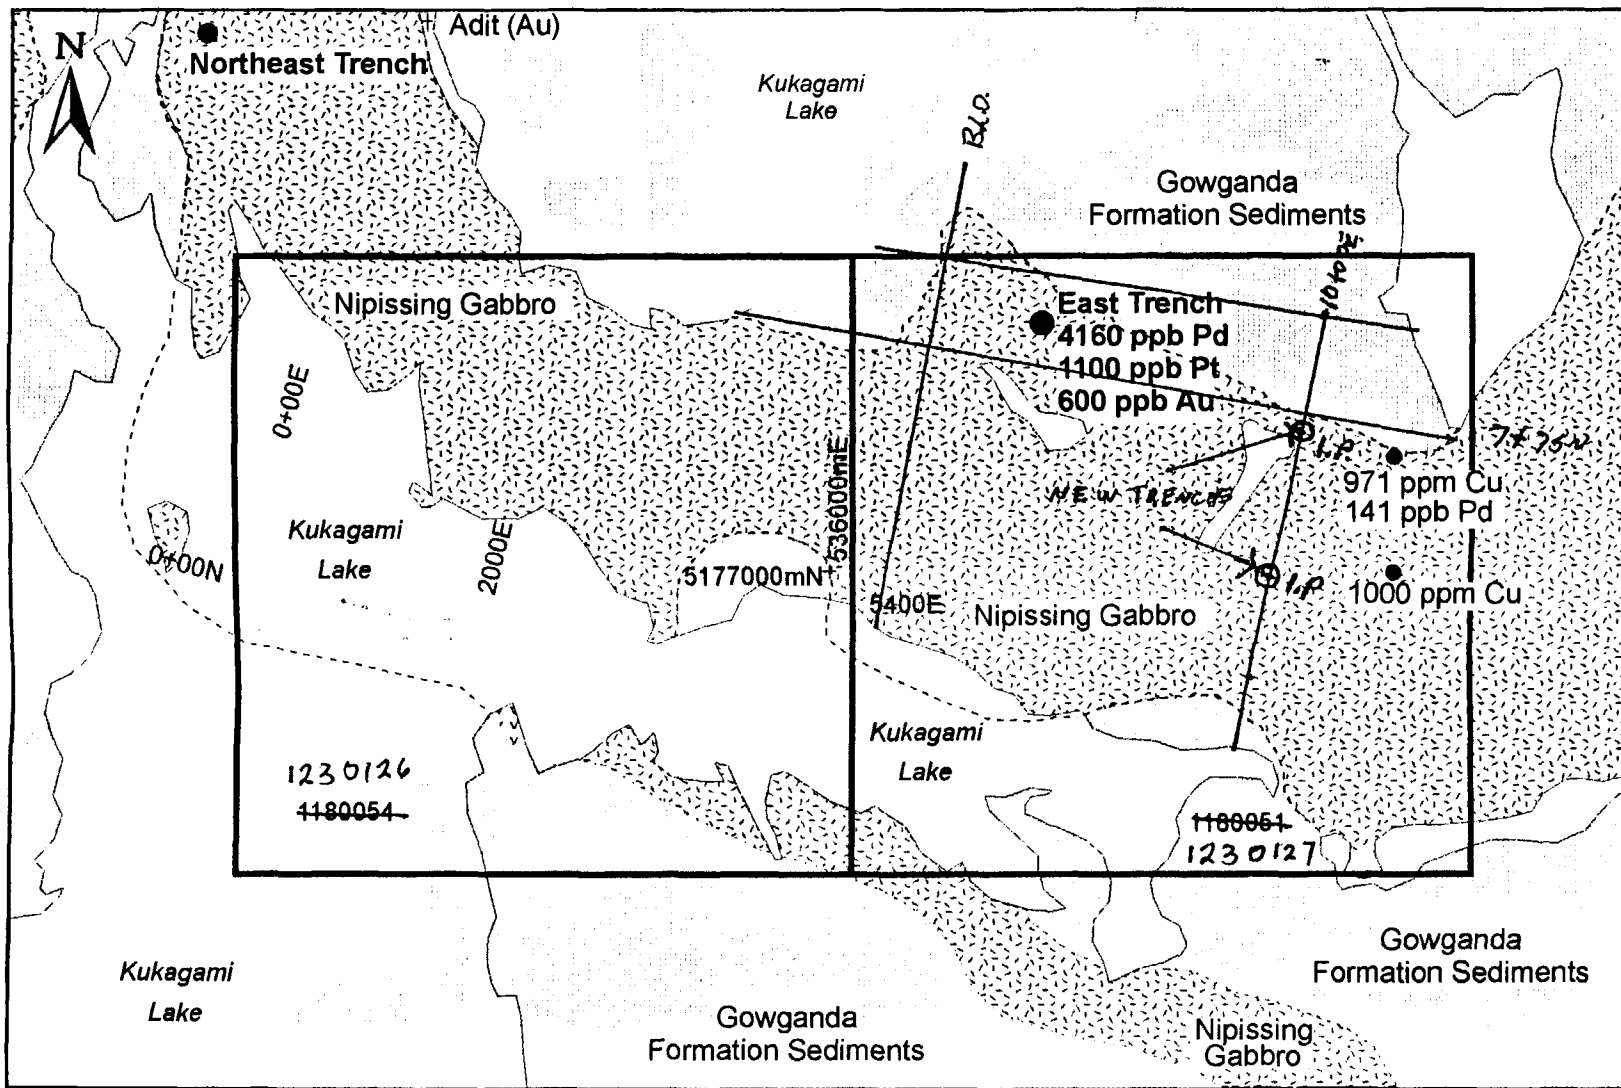 Adit (Au)
N
Northeast Trench
Kukagami
Lake
B.L.O.
Gowganda
Formation Sediments
10+00E
Nipissing Gabbro
East Trench
4160 ppb Pd
1100 ppb Pt
600 ppb Au
0+00E
536000mE
7+75N
I.P.
971 ppm Cu
141 ppb Pd
NEW TRENCHES
Kukagami
Lake
0+00N
2000E
5177000mN
I.P.
1000 ppm Cu
5400E
Nipissing Gabbro
Kukagami
Lake
1230126
1180054
1180051
1230127
Gowganda
Formation Sediments
Kukagami
Lake
Gowganda
Formation Sediments
Nipissing
Gabbro